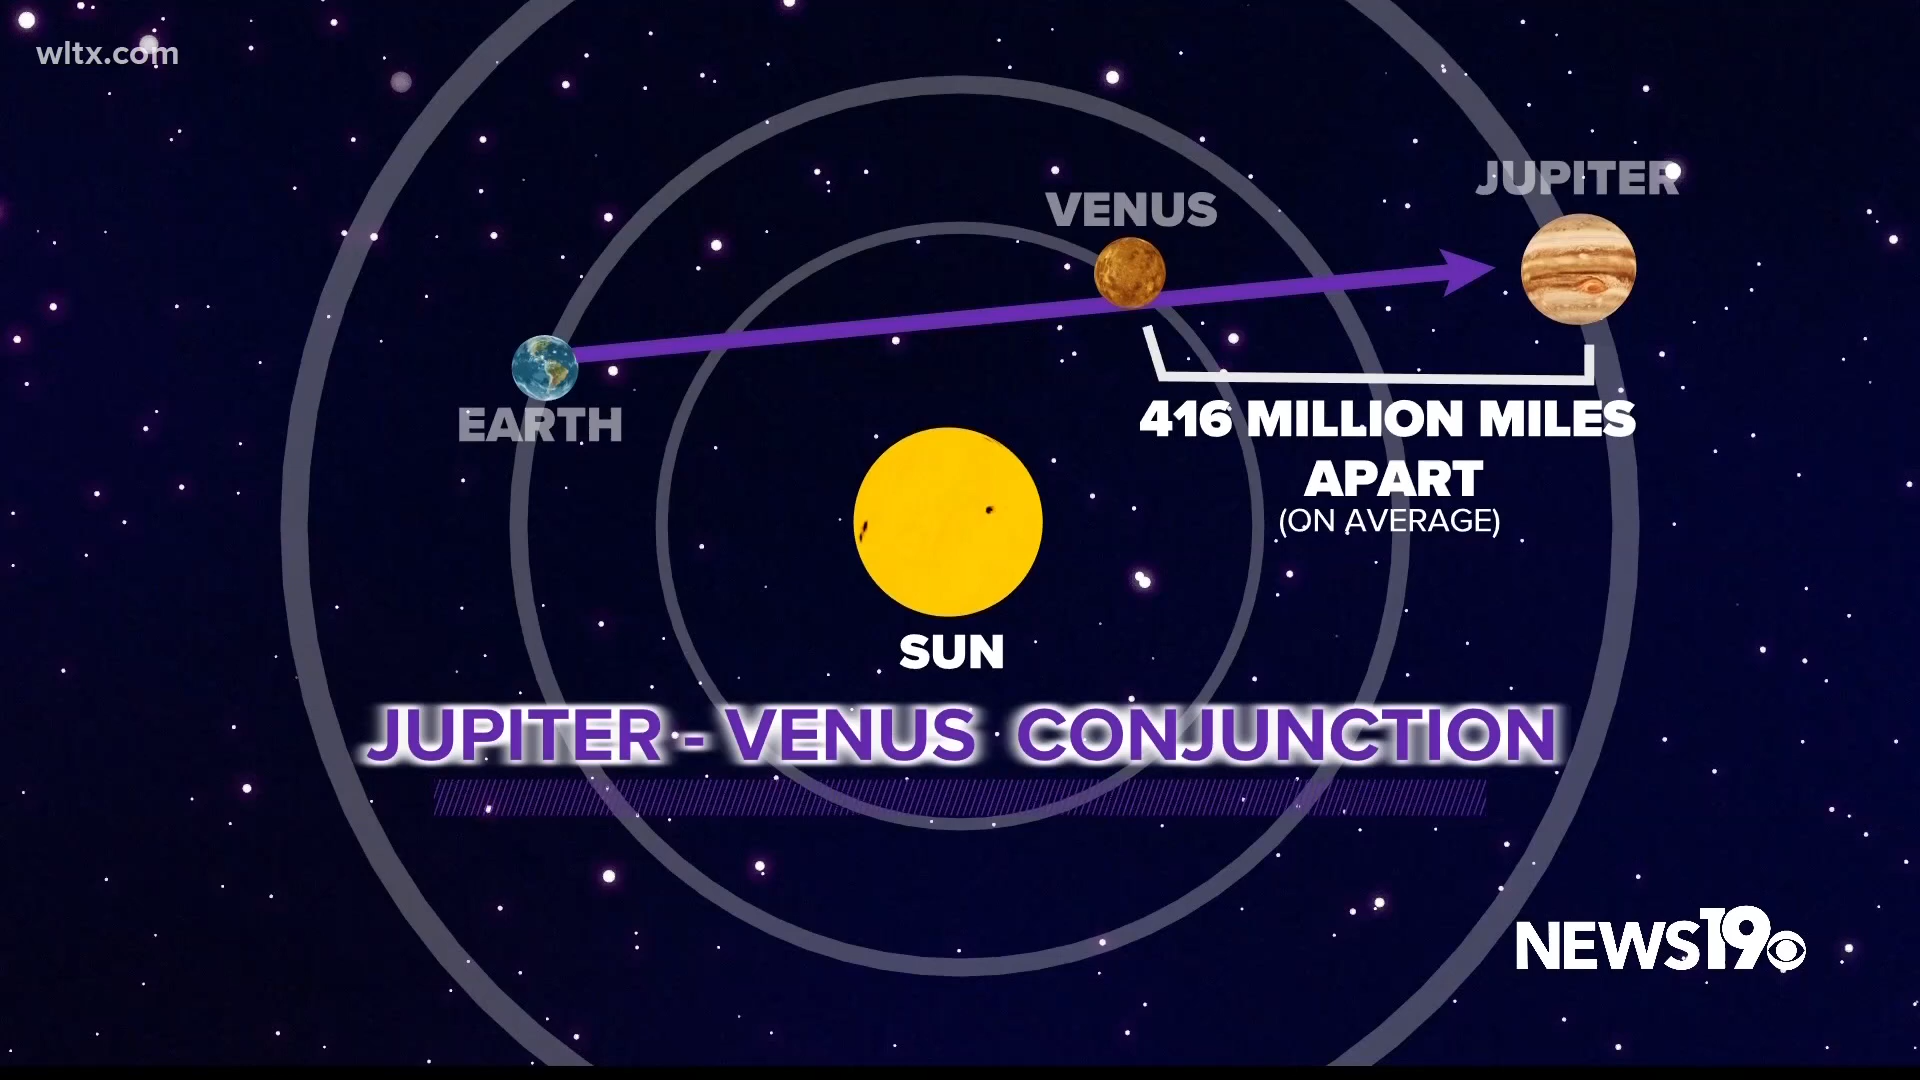 wltx.com
JUPITER
VENUS
EARTH
416 MILLION MILES
APART
(ON AVERAGE)
SUN
JUPITER - VENUS CONJUNCTION
NEWS19